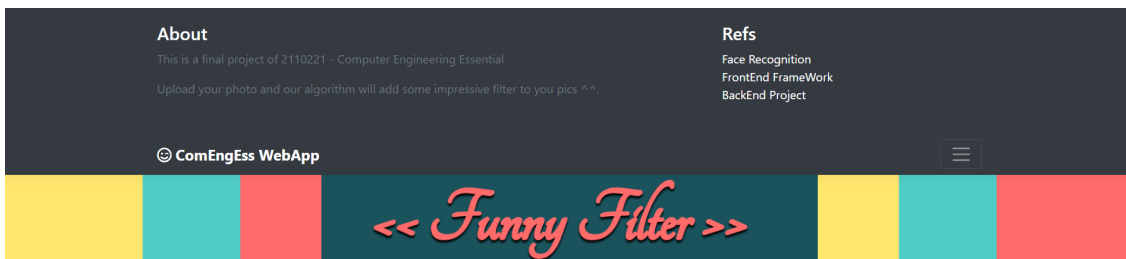 About
This is a final project of 2110221 - Computer Engineering Essential
Upload your photo and our algorithm will add some impressive filter to you pics ^^.
Refs
Face Recognition
FrontEnd FrameWork
BackEnd Project
ComEngEss WebApp
<< Funny Filter >>